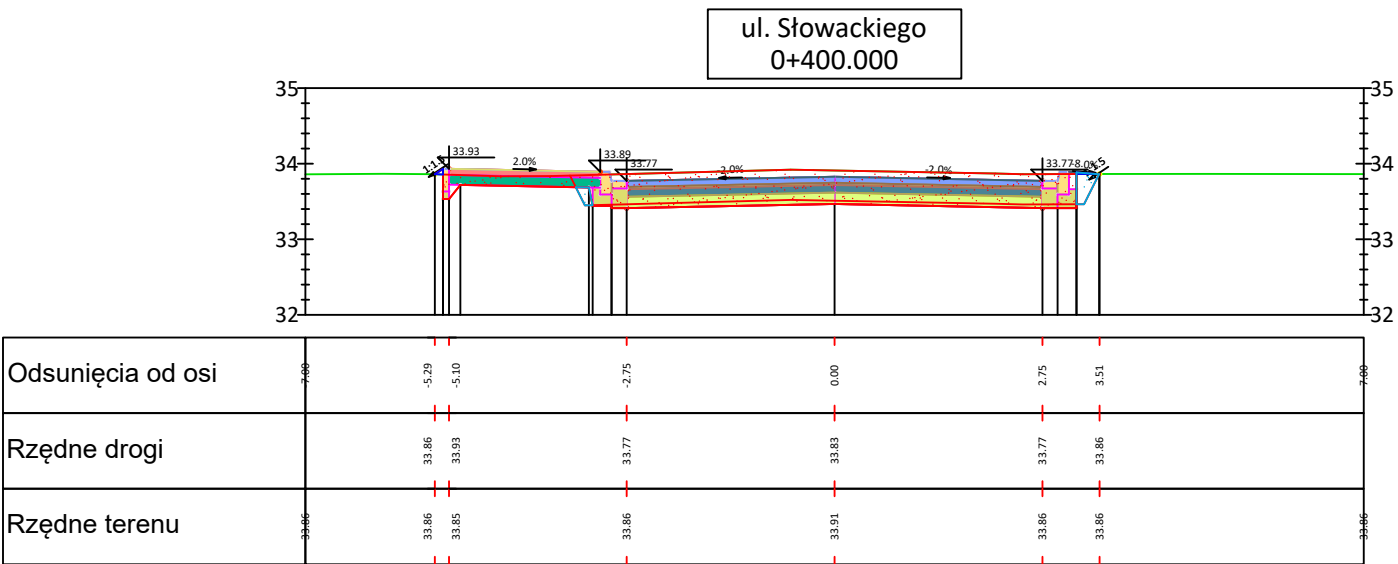 ul. Słowackiego
0+400.000
35 35
34 34
33 33
32 32
33.93 2.0% 33.89 33.77 -2.0% -2.0% 33.77 -8.0%
Odsunięcia od osi -7.00 -5.29 -5.10 -2.75 0.00 2.75 3.51 7.00
Rzędne drogi 33.86 33.93 33.77 33.83 33.77 33.86
Rzędne terenu 33.86 33.86 33.85 33.86 33.91 33.86 33.86 33.86